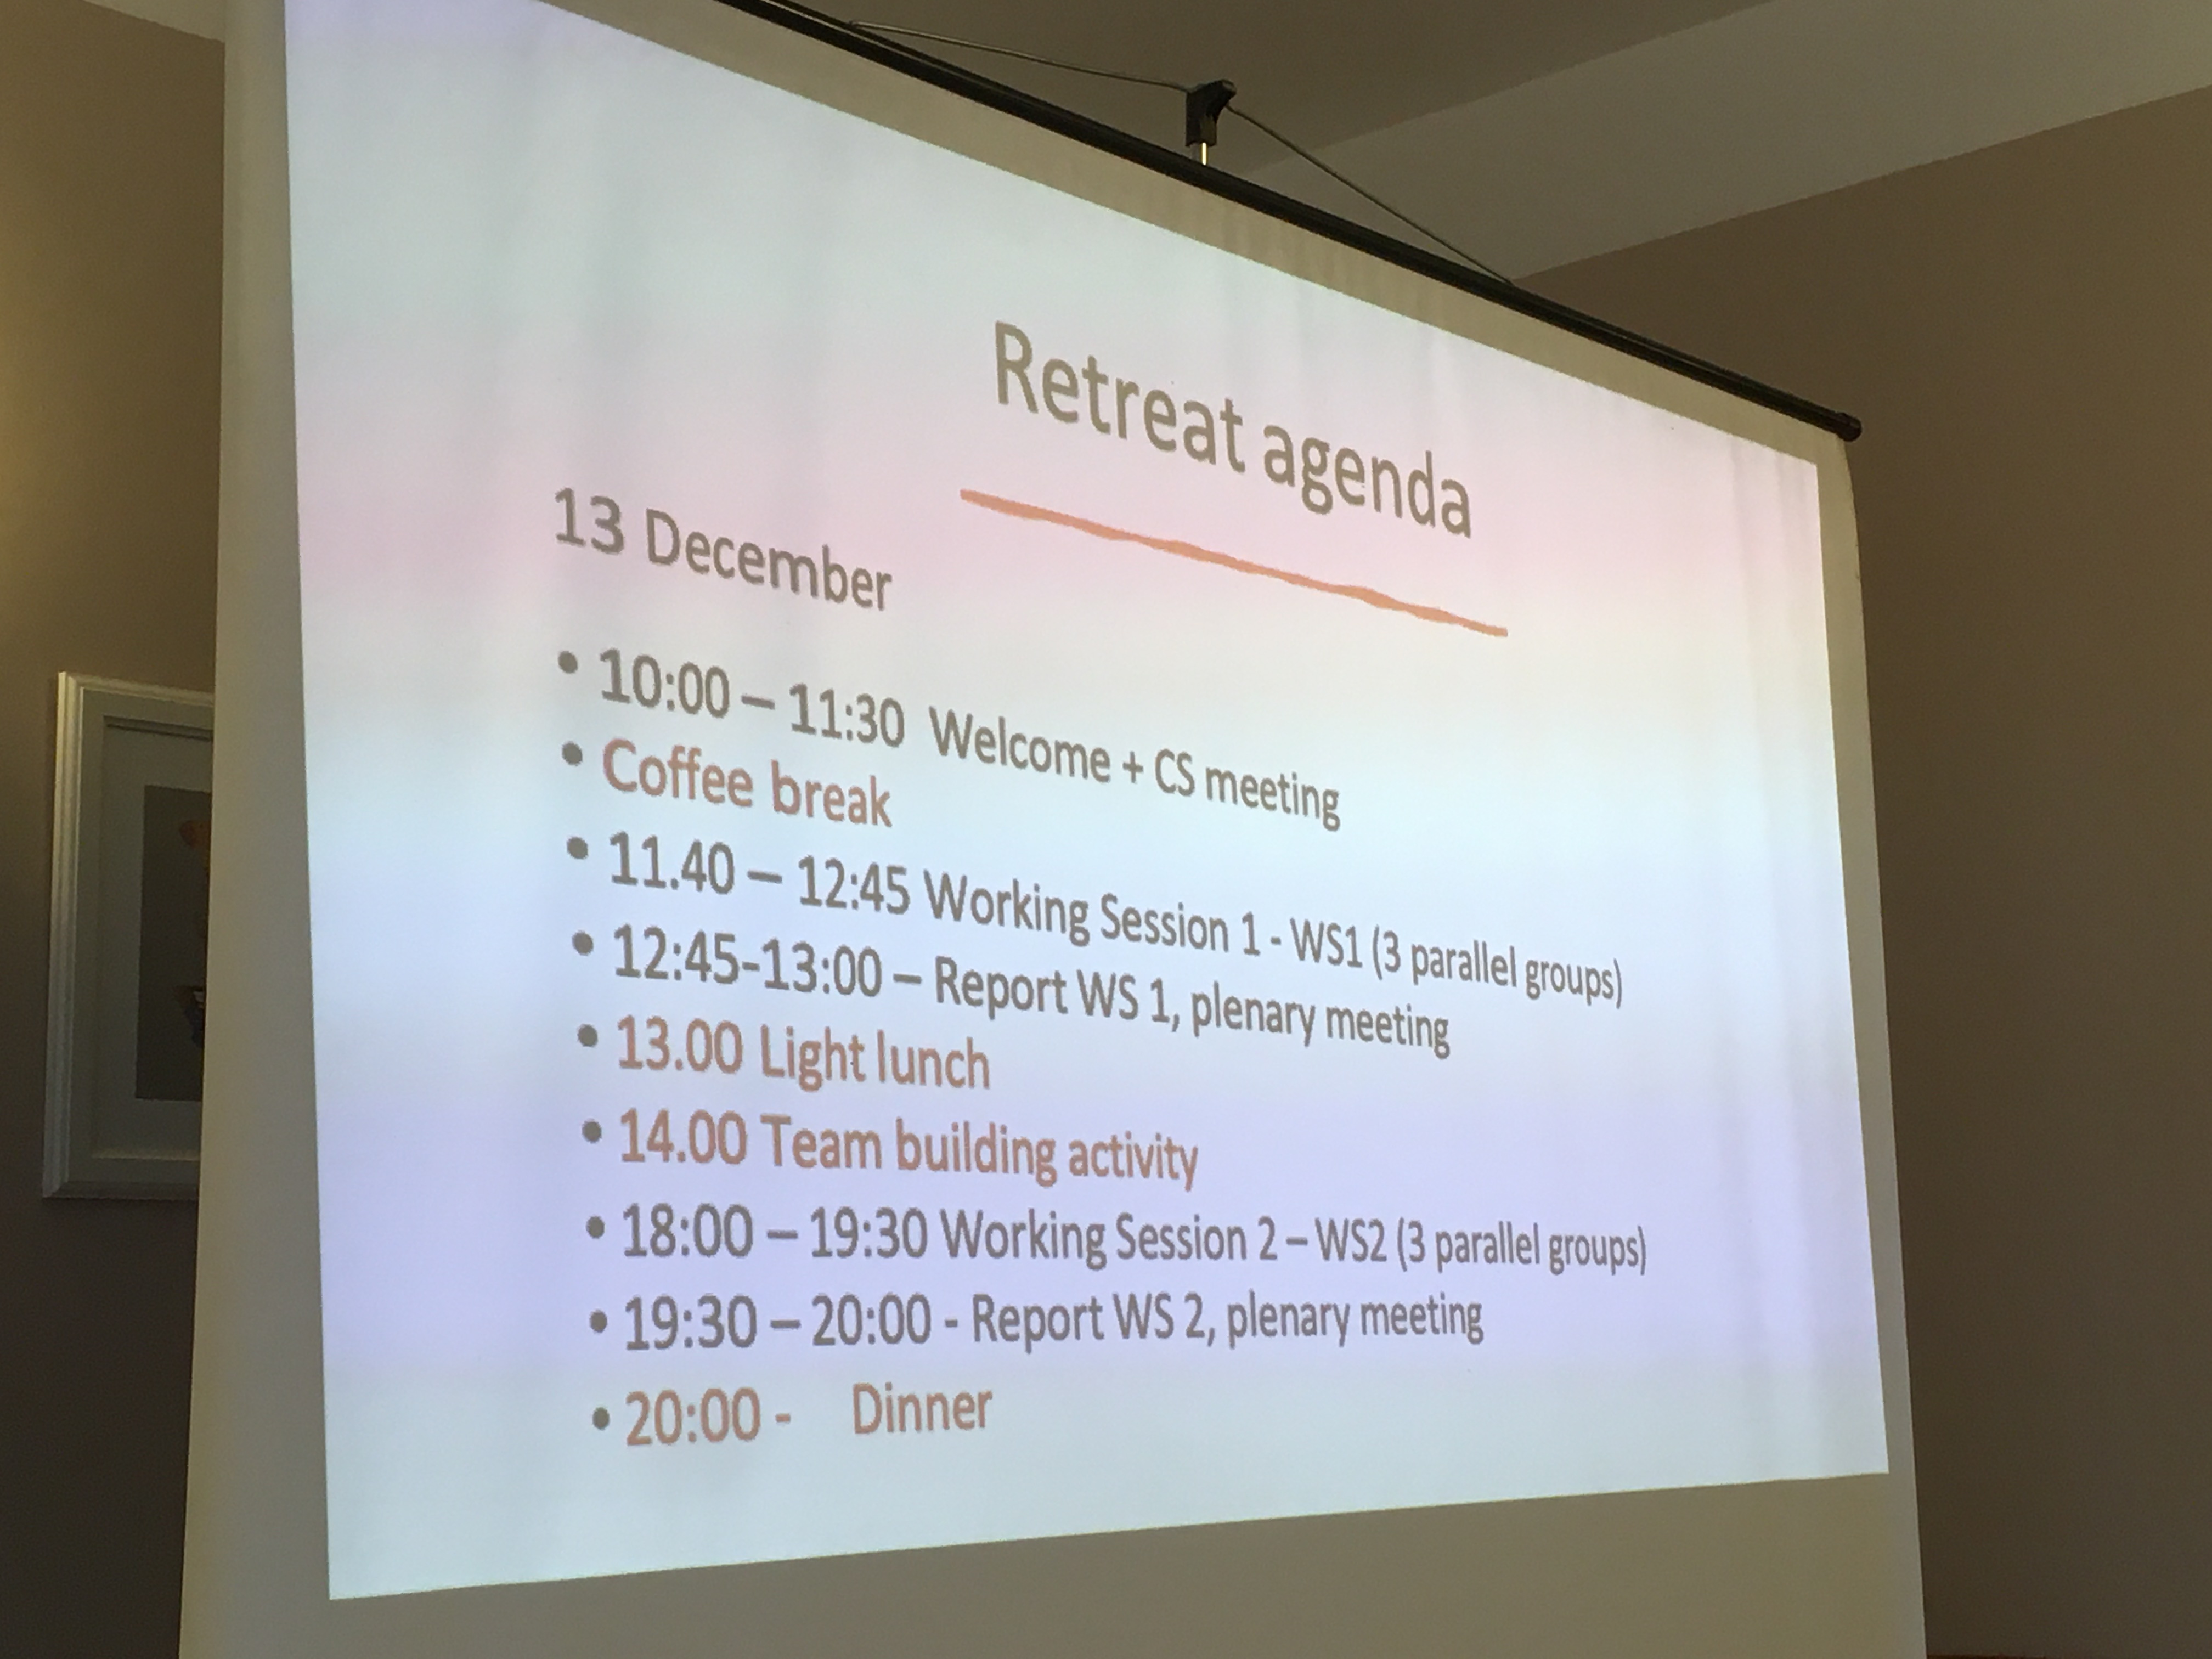 Retreat agenda
13 December
• 10:00 – 11:30 Welcome + CS meeting
• Coffee break
• 11.40 – 12:45 Working Session 1 - WS1 (3 parallel groups)
• 12:45-13:00 – Report WS 1, plenary meeting
• 13.00 Light lunch
• 14.00 Team building activity
• 18:00 – 19:30 Working Session 2 – WS2 (3 parallel groups)
• 19:30 – 20:00 - Report WS 2, plenary meeting
• 20:00 - Dinner